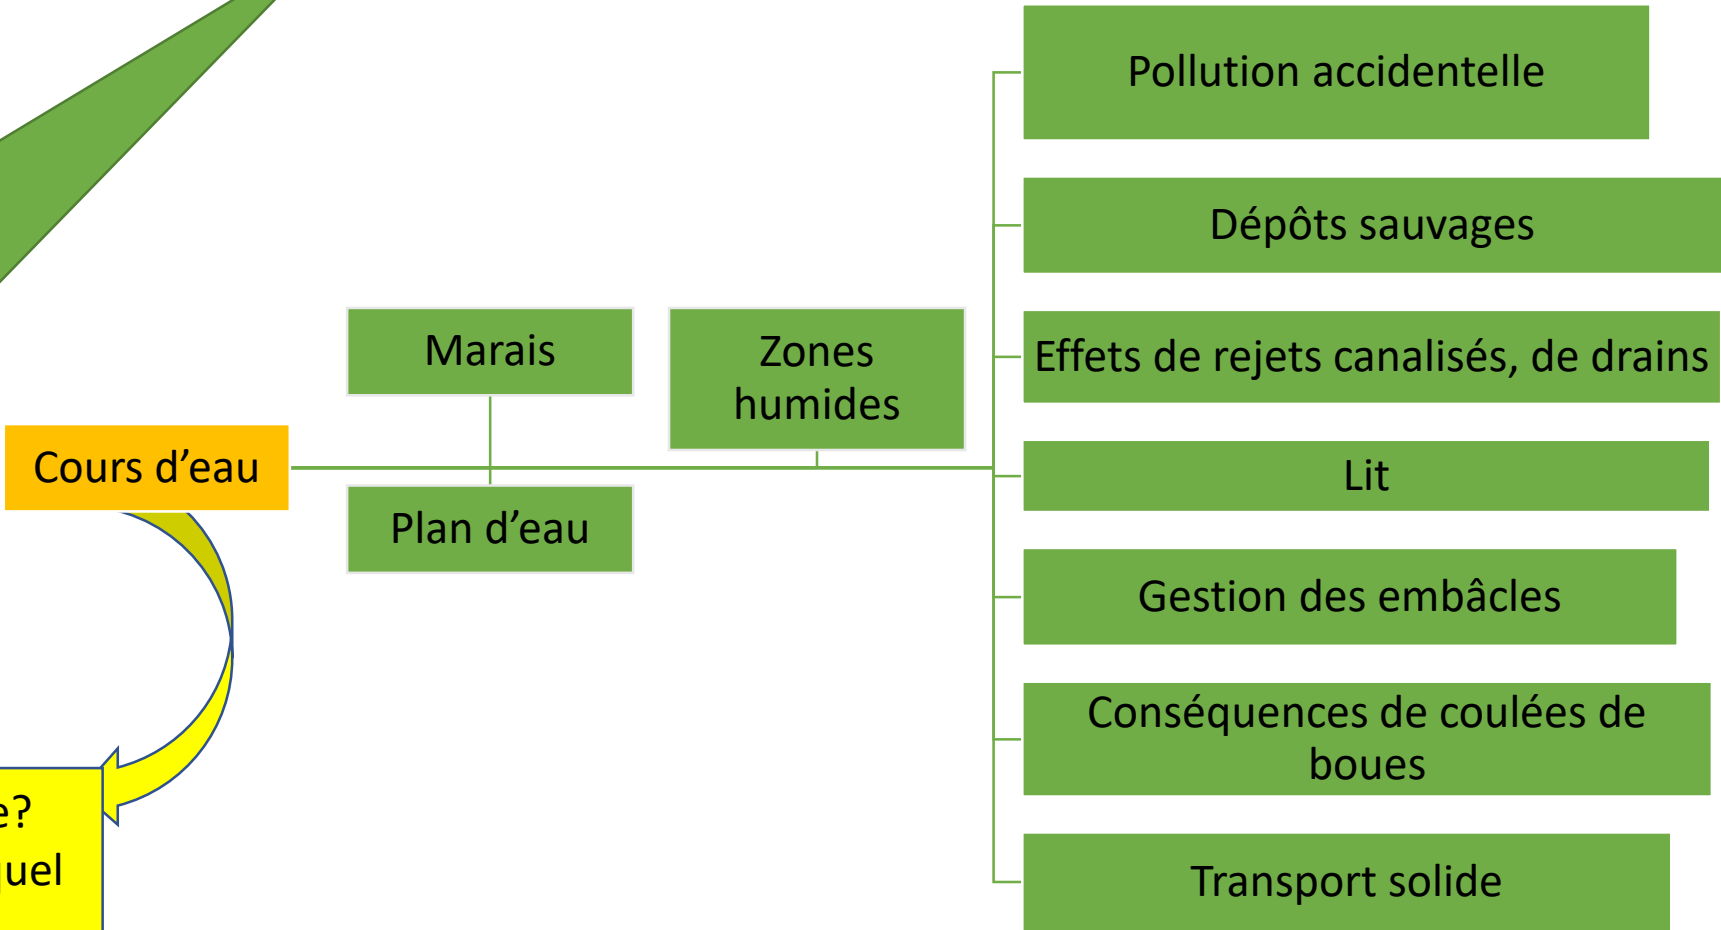 Pollution accidentelle
Dépôts sauvages
Effets de rejets canalisés, de drains
Marais
Zones
humides
Cours d’eau
Plan d’eau
Lit
Gestion des embâcles
Conséquences de coulées de
boues
Transport solide
e?
quel